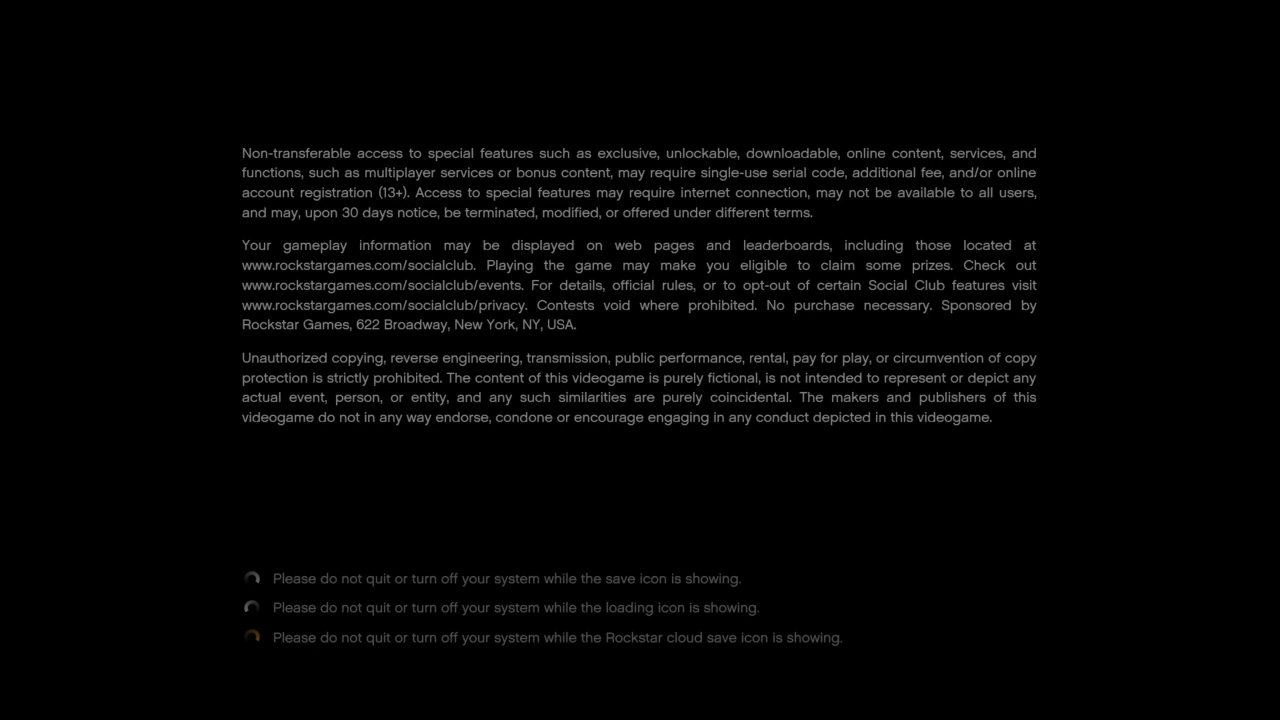 Non-transferable access to special features such as exclusive, unlockable, downloadable, online content, services, and
functions, such as multiplayer services or bonus content, may require single-use serial code, additional fee, and/or online
account registration (13+). Access to special features may require internet connection, may not be available to all users,
and may, upon 30 days notice, be terminated, modified, or offered under different terms.
Your gameplay information may be displayed on web pages and leaderboards, including those located at
www.rockstargames.com/socialclub. Playing the game may make you eligible to claim some prizes. Check out
www.rockstargames.com/socialclub/events. For details, official rules, or to opt-out of certain Social Club features visit
www.rockstargames.com/socialclub/privacy. Contests void where prohibited. No purchase necessary. Sponsored by
Rockstar Games, 622 Broadway, New York, NY, USA.
Unauthorized copying, reverse engineering, transmission, public performance, rental, pay for play, or circumvention of copy
protection is strictly prohibited. The content of this videogame is purely fictional, is not intended to represent or depict any
actual event, person, or entity, and any such similarities are purely coincidental. The makers and publishers of this
videogame do not in any way endorse, condone or encourage engaging in any conduct depicted in this videogame.
Please do not quit or turn off your system while the save icon is showing.
Please do not quit or turn off your system while the loading icon is showing.
Please do not quit or turn off your system while the Rockstar cloud save icon is showing.